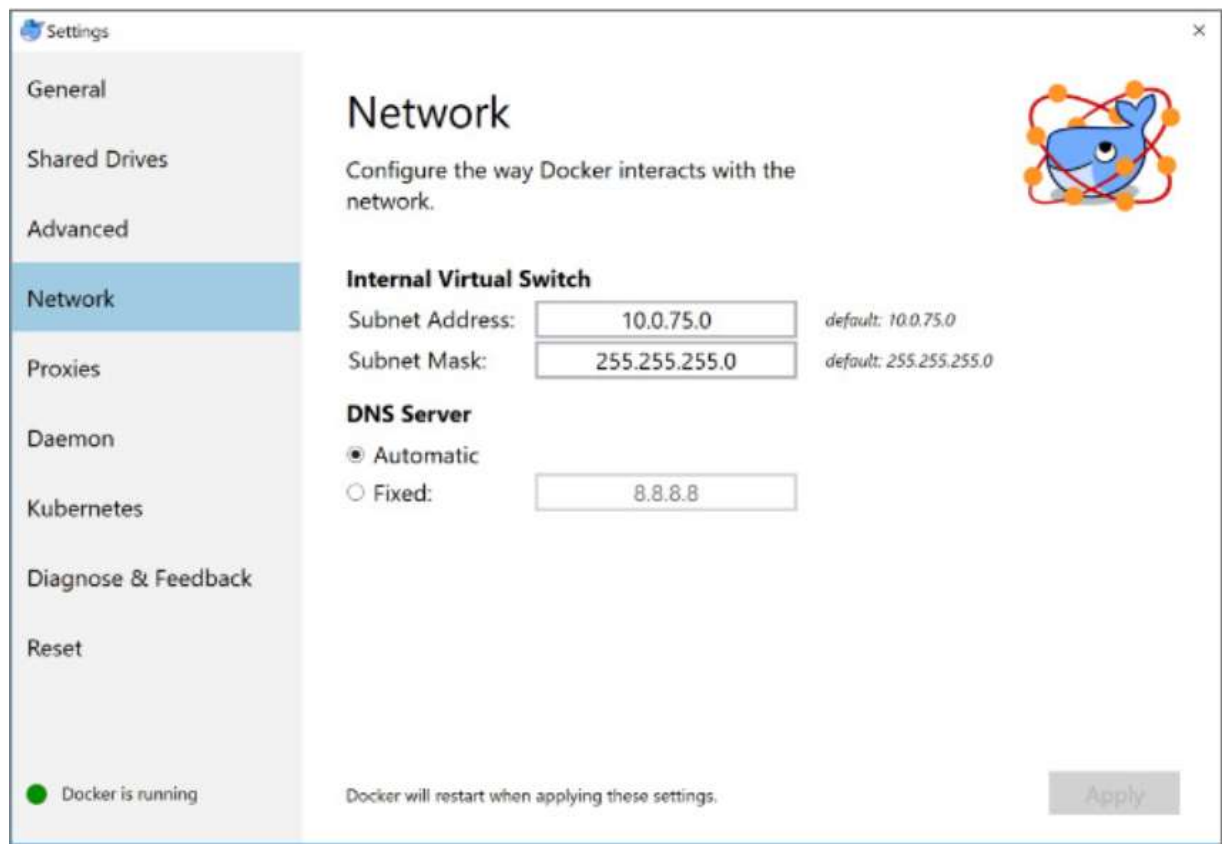 Settings
General
Shared Drives
Advanced
Network
Proxies
Daemon
Kubernetes
Diagnose & Feedback
Reset
Docker is running
Network
Configure the way Docker interacts with the
network.
Internal Virtual Switch
Subnet Address: 10.0.75.0 default: 10.0.75.0
Subnet Mask: 255.255.255.0 default: 255.255.255.0
DNS Server
Automatic
Fixed: 8.8.8.8
Docker will restart when applying these settings. Apply